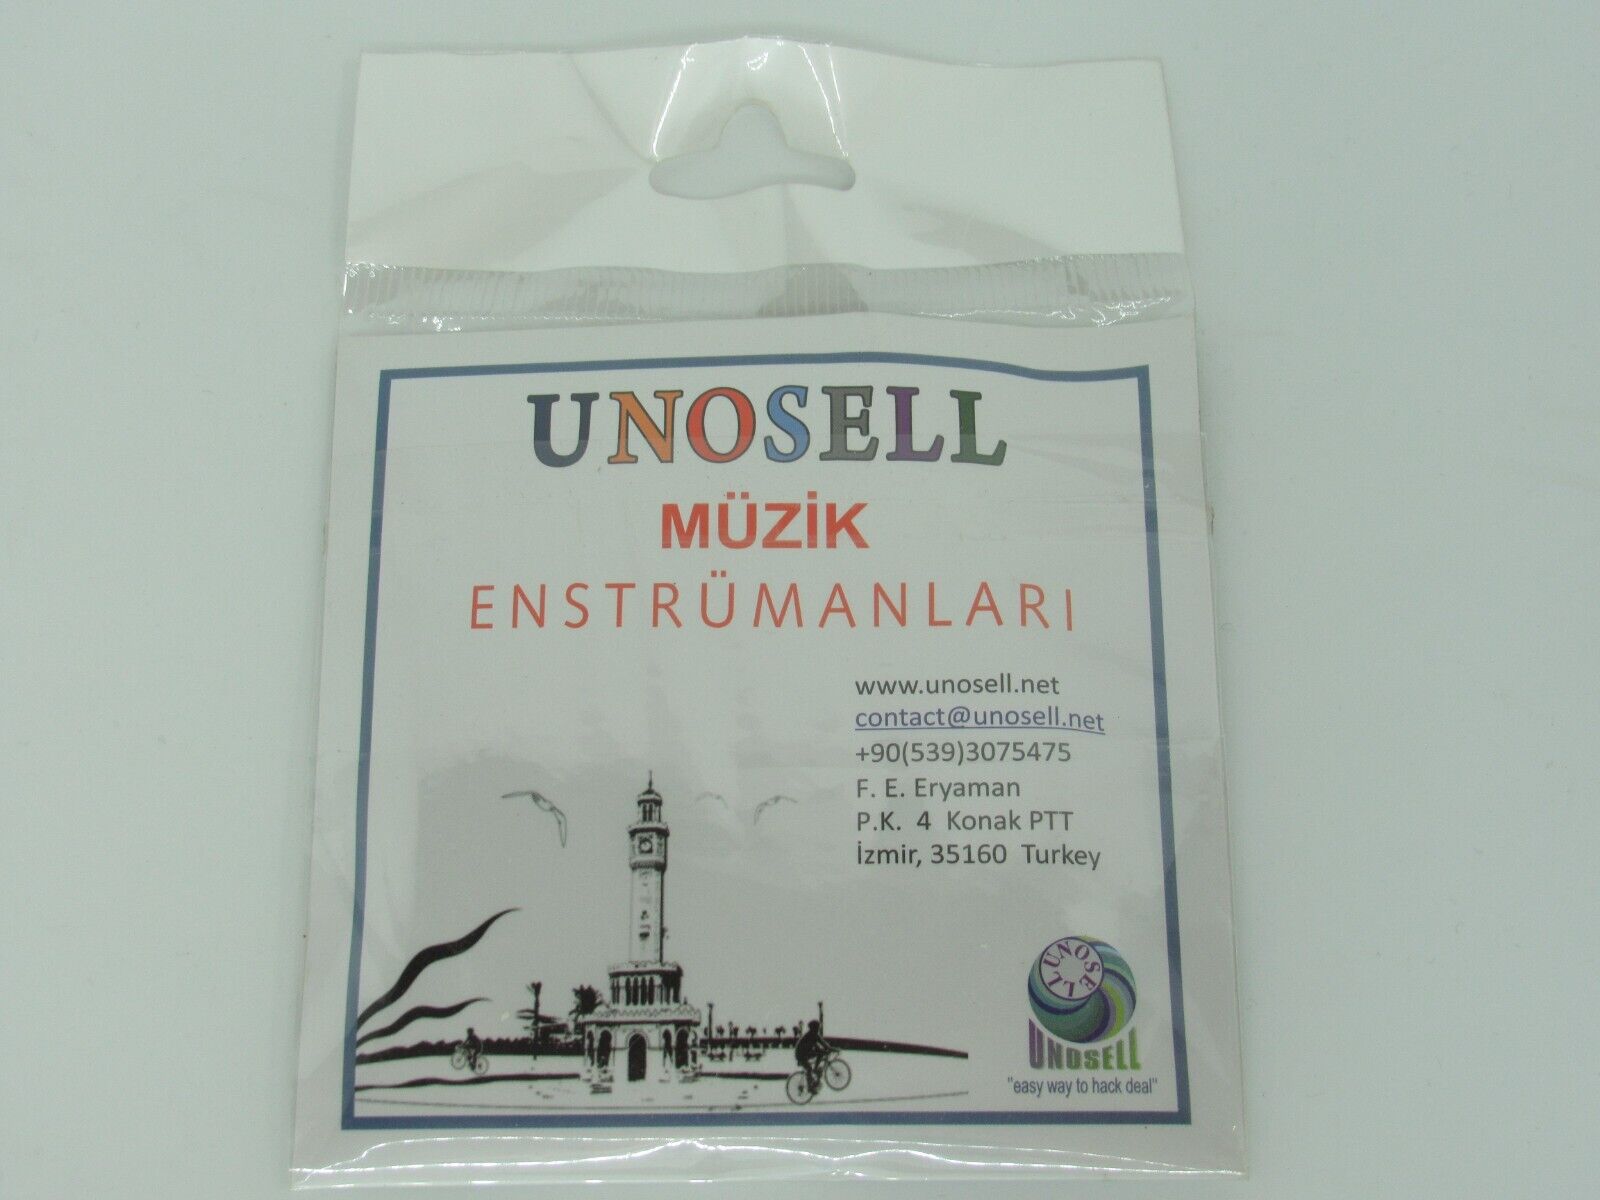 UNOSELL
MÜZİK
ENSTRÜMANLARI
www.unosell.net
contact@unosell.net
+90(539)3075475
F. E. Eryaman
P.K. 4 Konak PTT
İzmir, 35160 Turkey
UNOSELL
UNOSELL
"easy way to hack deal"